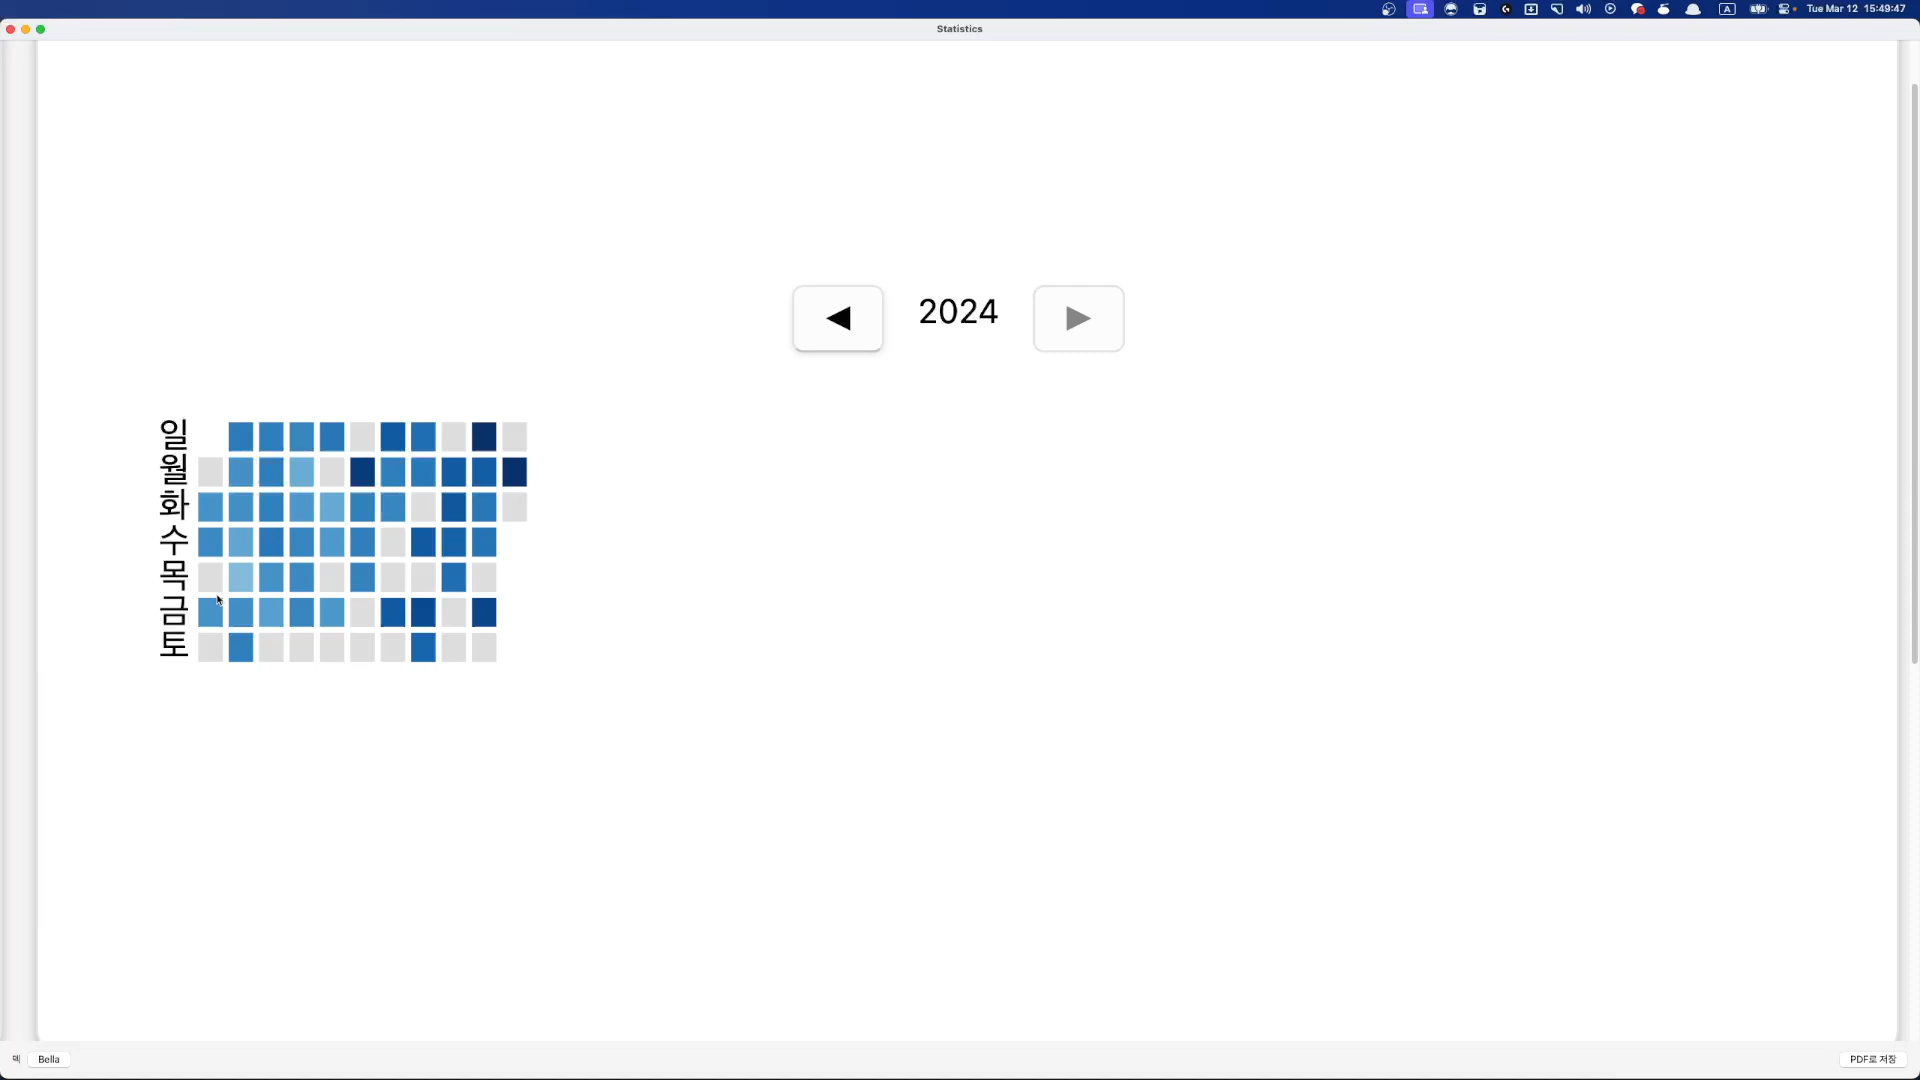 A
Tue Mar 12 15:49:47
Statistics
◀ 2024 ▶
일
월
화
수
목
금
토
덱 Bella
PDF로 저장